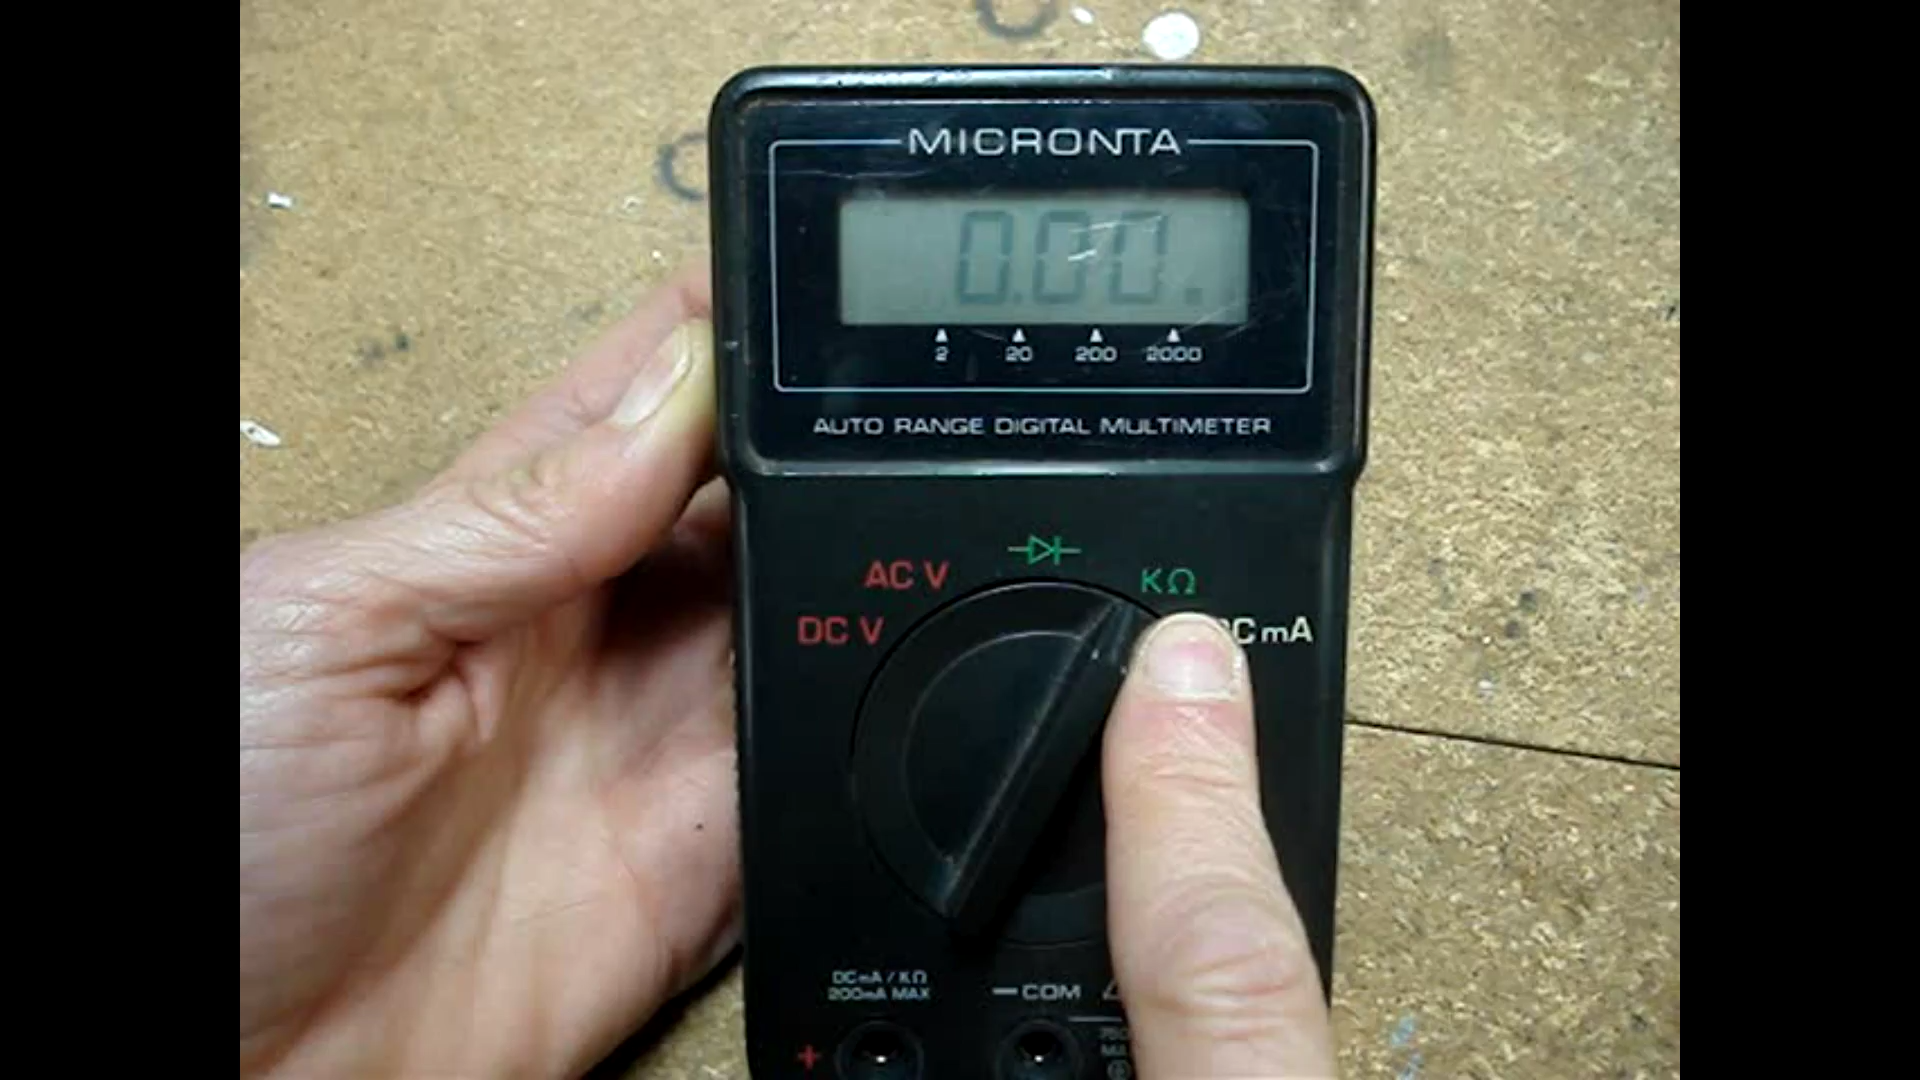 MICRONTA
0.00.
2 20 200 2000
AUTO RANGE DIGITAL MULTIMETER
AC V KΩ
DC V mA
DCmA / KΩ
200mA MAX
— COM
+